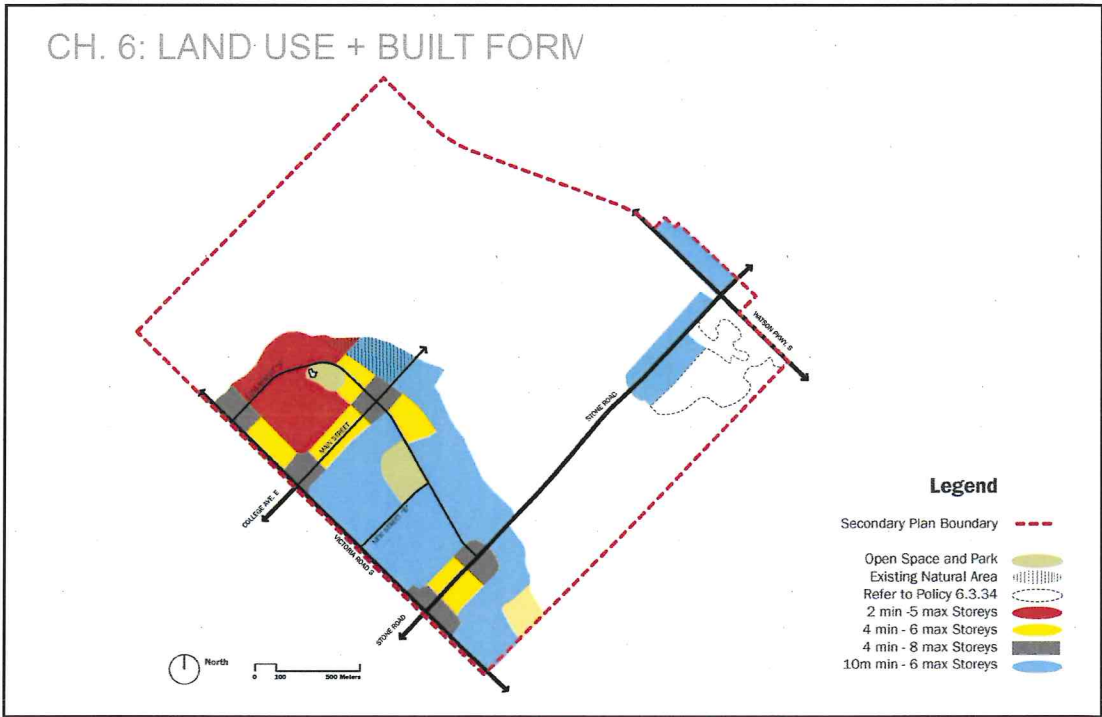 CH. 6: LAND USE + BUILT FORM
WATSON PKWY. S
STONE ROAD
MAIN STREET
COLLEGE AVE. E
NEW STREET "B"
VICTORIA ROAD S
STONE ROAD
Legend
Secondary Plan Boundary
Open Space and Park
Existing Natural Area
Refer to Policy 6.3.34
2 min -5 max Storeys
4 min - 6 max Storeys
4 min - 8 max Storeys
10m min - 6 max Storeys
North
0 100 500 Meters